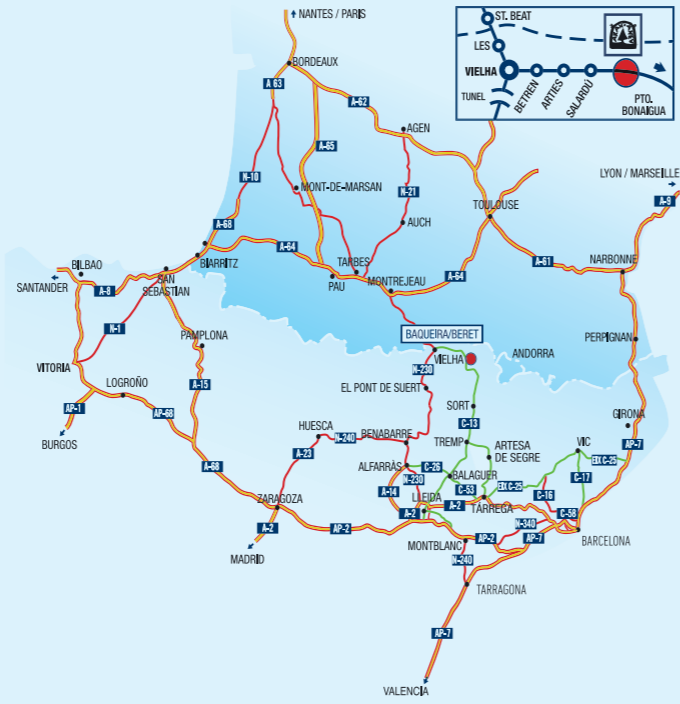 NANTES / PARIS
BORDEAUX
A 63
A-62
A-65
AGEN
N-10
MONT-DE-MARSAN
N-21
AUCH
TOULOUSE
LYON / MARSEILLE
A-9
A-63
A-64
BIARRITZ
TARBES
PAU
MONTREJEAU
A-64
A-61
NARBONNE
BILBAO
SANTANDER
A-8
SAN
SEBASTIAN
N-1
PAMPLONA
VITORIA
LOGROÑO
A-15
AP-1
AP-68
BURGOS
A-68
BAQUEIRA/BERET
VIELHA
ANDORRA
PERPIGNAN
N-230
EL PONT DE SUERT
SORT
C-13
GIRONA
HUESCA
N-240
BENABARRE
TREMP
ARTESA
DE SEGRE
VIC
AP-7
EIX C-25
A-23
ALFARRÀS
C-26
N-230
BALAGUER
C-53
EIX C-25
C-17
C-16
A-14
LLEIDA
A-2
A-2
TÀRREGA
C-58
ZARAGOZA
A-2
AP-2
N-340
MADRID
MONTBLANC
AP-2
AP-7
BARCELONA
N-240
TARRAGONA
AP-7
VALENCIA
ST. BEAT
LES
VIELHA
TUNEL
BETREN
ARTIES
SALARDÚ
PTO.
BONAIGUA